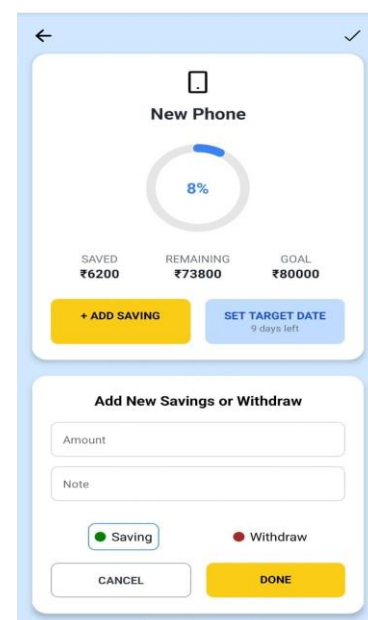 New Phone
8%
SAVED REMAINING GOAL
₹6200 ₹73800 ₹80000
+ ADD SAVING SET TARGET DATE
9 days left
Add New Savings or Withdraw
Amount
Note
Saving Withdraw
CANCEL DONE